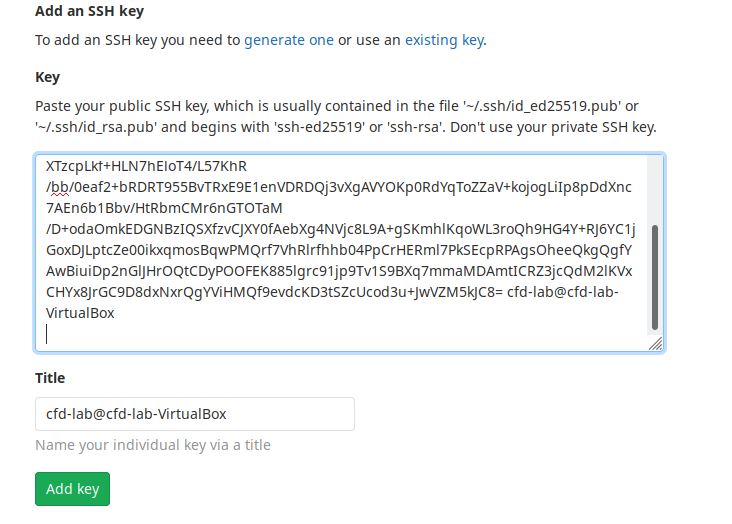 Add an SSH key
To add an SSH key you need to generate one or use an existing key.
Key
Paste your public SSH key, which is usually contained in the file '~/.ssh/id_ed25519.pub' or
'~/.ssh/id_rsa.pub' and begins with 'ssh-ed25519' or 'ssh-rsa'. Don't use your private SSH key.
XTzcpLkf+HLN7hEIoT4/L57KhR
/bb/0eaf2+bRDRT955BvTRxE9E1enVDRDQj3vXgAVYOKp0RdYqToZZaV+kojogLiIp8pDdXnc
7AEn6b1Bbv/HtRbmCMr6nGTOTaM
/D+odaOmkEDGNBzIQSXfzvCJXY0fAebXg4NVjc8L9A+gSKmhlKqoWL3roQh9HG4Y+RJ6YC1j
GoxDJLptcZe00ikxqmosBqwPMQrf7VhRlrfhhb04PpCrHERml7PkSEcpRPAgsOheeQkgQgfY
AwBiuiDp2nGlJHrOQtCDyPOOFEK885lgrc91jp9Tv1S9BXq7mmaMDAmtICRZ3jcQdM2lKVx
CHYx8JrGC9D8dxNxrQgYViHMQf9evdcKD3tSZcUcod3u+JwVZM5kJC8= cfd-lab@cfd-lab-
VirtualBox
Title
cfd-lab@cfd-lab-VirtualBox
Name your individual key via a title
Add key